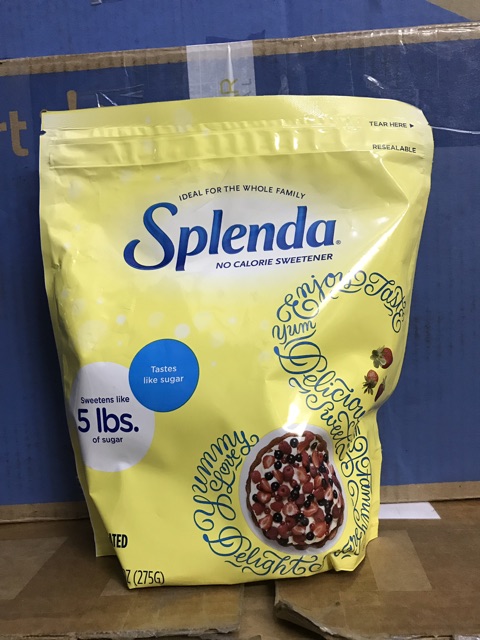 TEAR HERE ▸
RESEALABLE
IDEAL FOR THE WHOLE FAMILY
Splenda®
NO CALORIE SWEETENER
Enjoy
Taste
Yum
Delicious
Sweet
Tastes
like sugar
Sweetens like
5 lbs.
of sugar
Yummy
Love
Family
Delight
ATED
Z (275G)